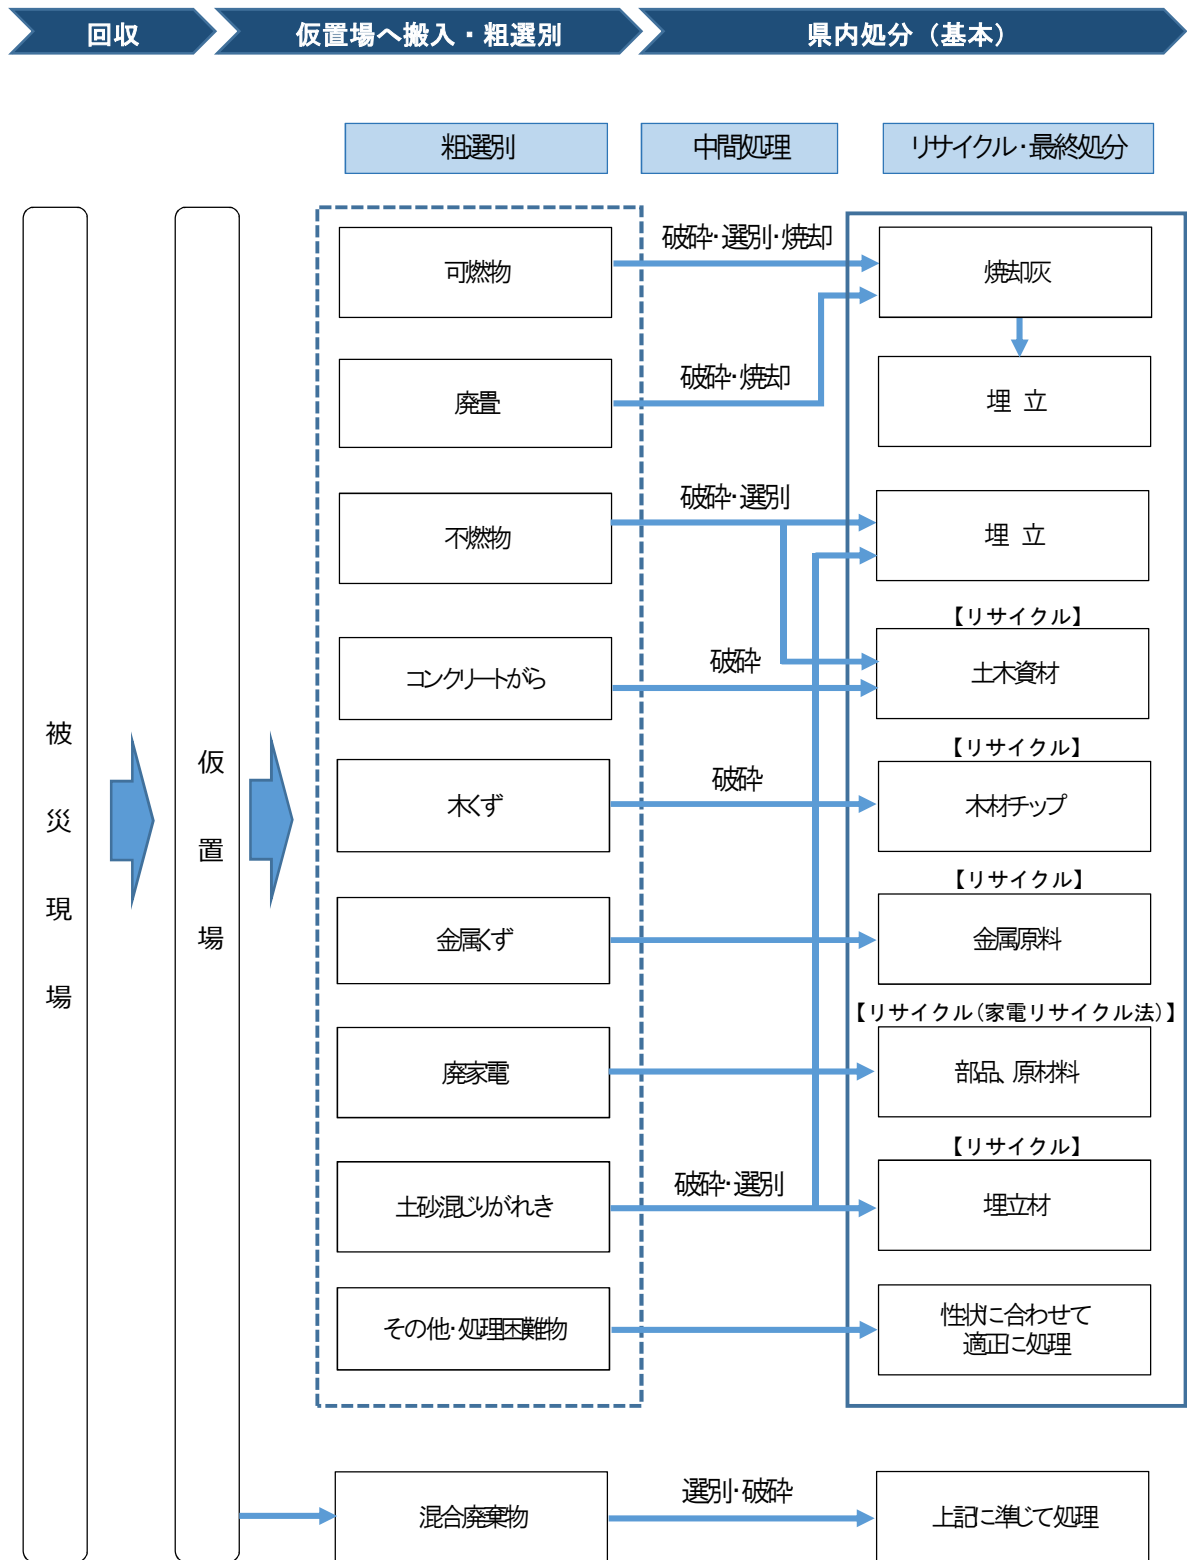 回収
仮置場へ搬入・粗選別
県内処分（基本）
粗選別
中間処理
リサイクル・最終処分
被災現場
仮置場
可燃物
破砕・選別・焼却
焼却灰
廃畳
破砕・焼却
埋 立
不燃物
破砕・選別
埋 立
【リサイクル】
コンクリートがら
破砕
土木資材
【リサイクル】
木くず
破砕
木材チップ
【リサイクル】
金属くず
金属原料
【リサイクル（家電リサイクル法）】
廃家電
部品、原材料
【リサイクル】
土砂混じりがれき
破砕・選別
埋立材
その他・処理困難物
性状に合わせて
適正に処理
混合廃棄物
選別・破砕
上記に準じて処理